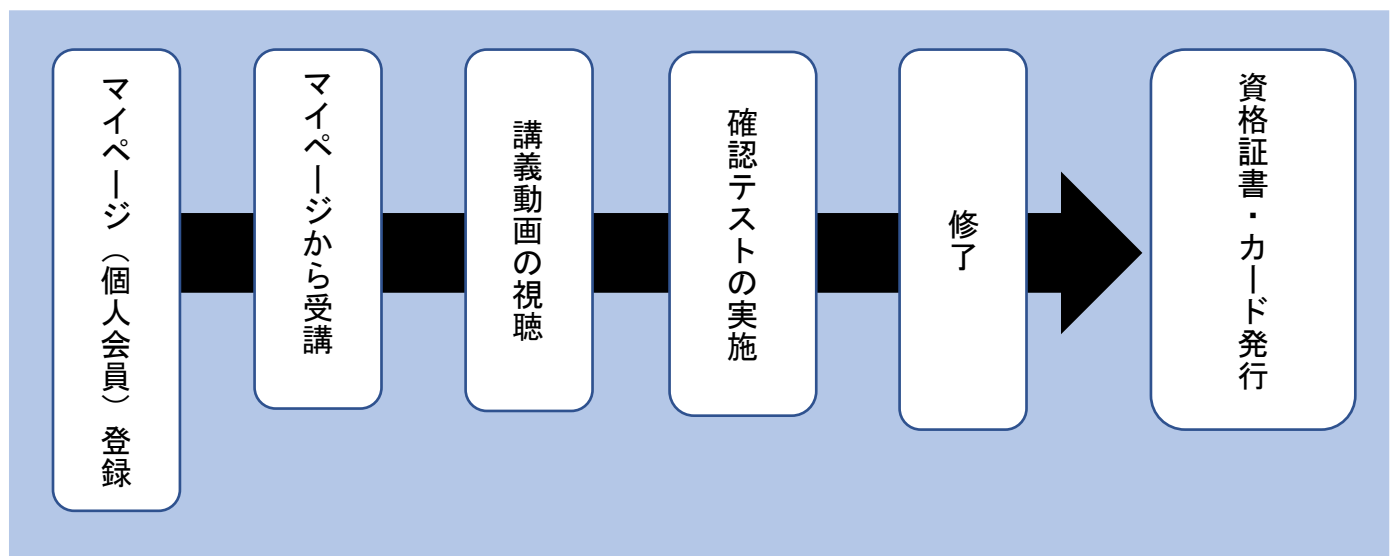 マイページ（個人会員）登録
マイページから受講
講義動画の視聴
確認テストの実施
修了
資格証書・カード発行